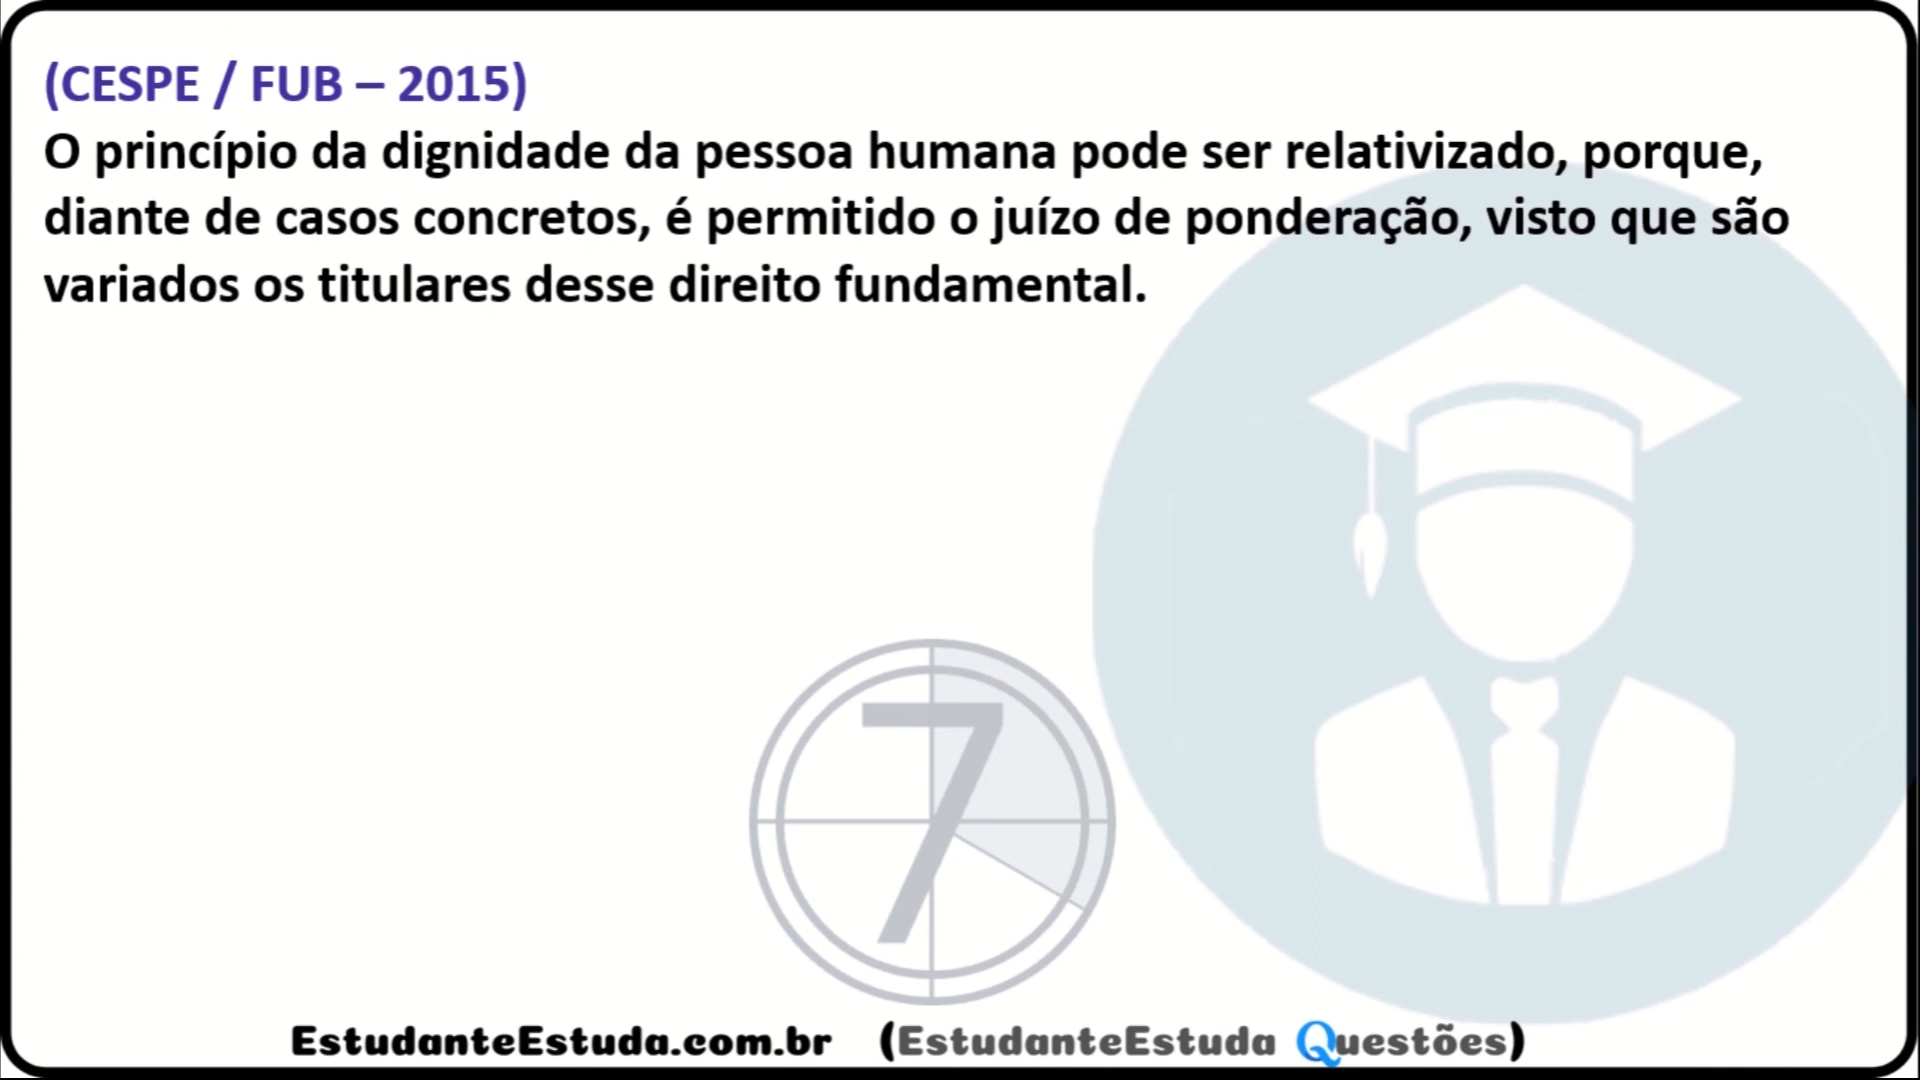 (CESPE / FUB – 2015)
O princípio da dignidade da pessoa humana pode ser relativizado, porque,
diante de casos concretos, é permitido o juízo de ponderação, visto que são
variados os titulares desse direito fundamental.
7
EstudanteEstuda.com.br (EstudanteEstuda Questões)